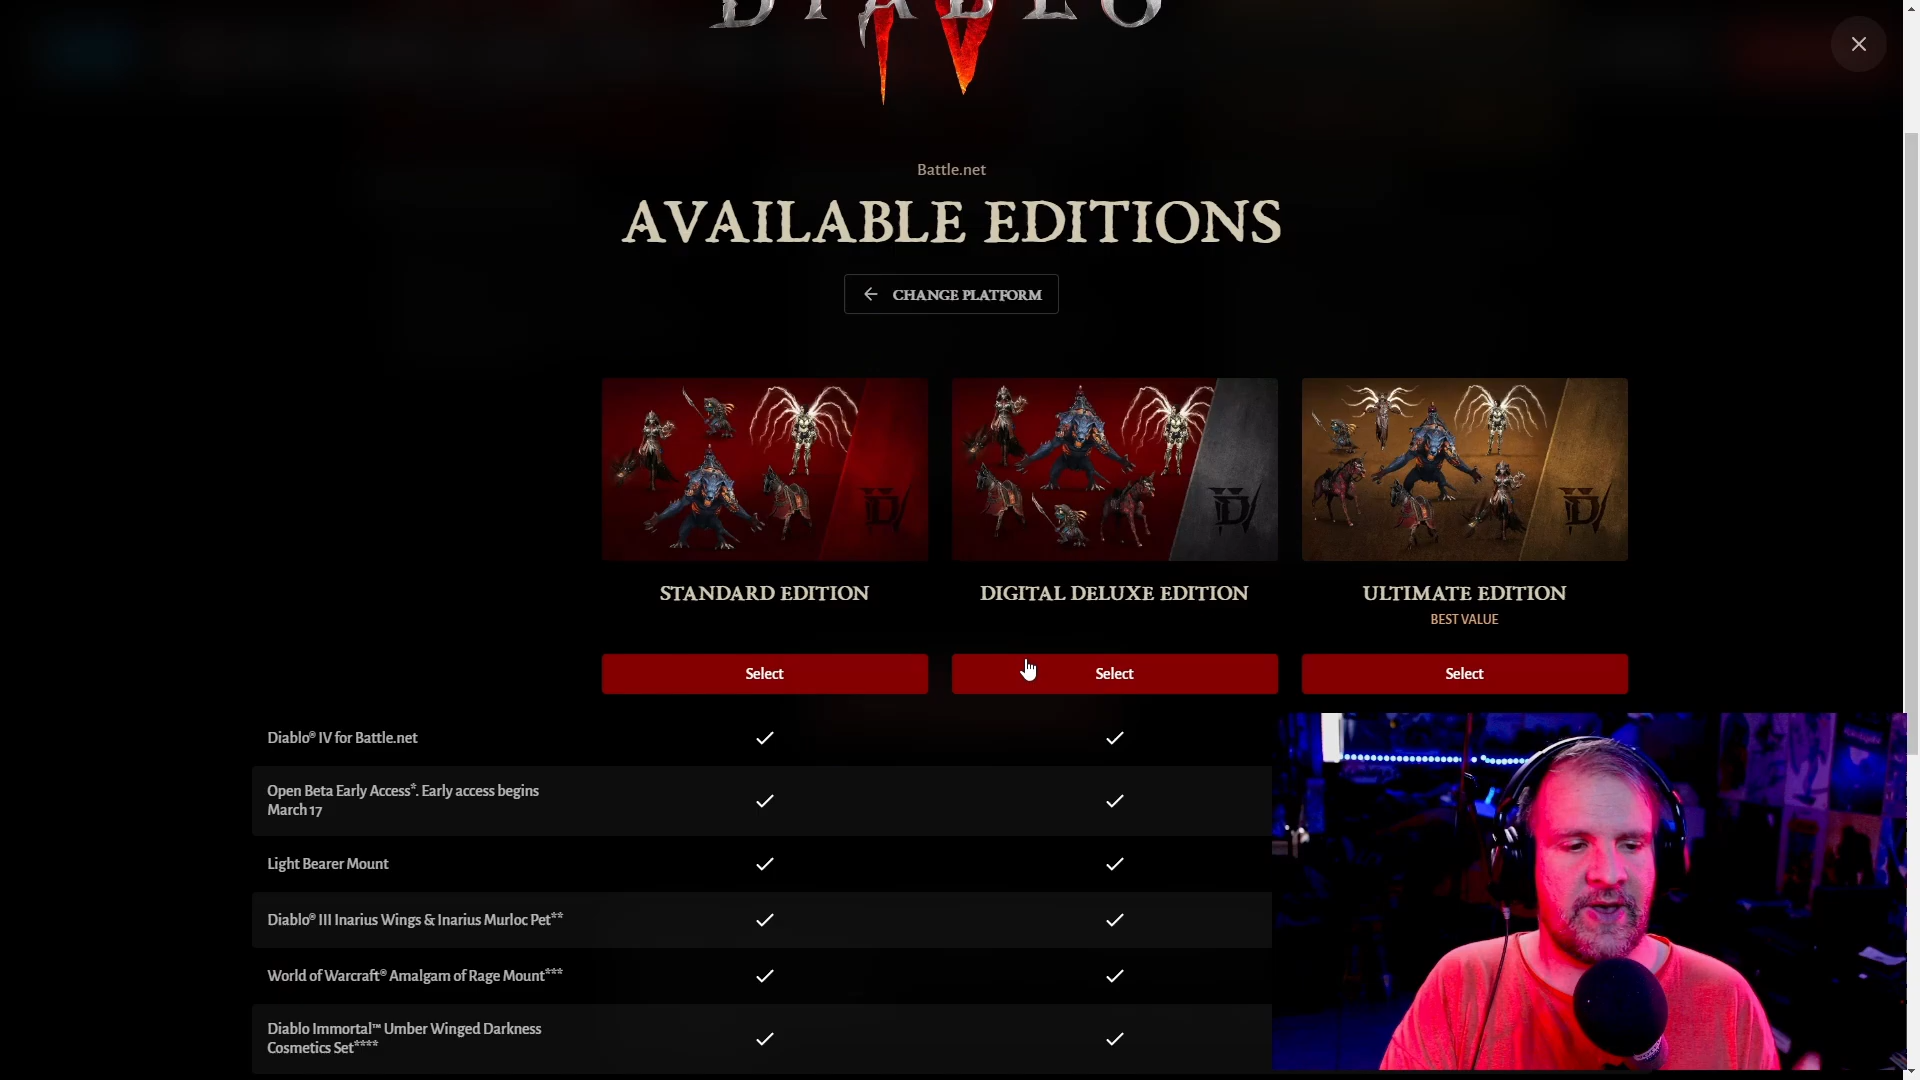 DIABLO
IV
Battle.net
AVAILABLE EDITIONS
CHANGE PLATFORM
STANDARD EDITION
DIGITAL DELUXE EDITION
ULTIMATE EDITION
BEST VALUE
Select
Select
Select
Diablo® IV for Battle.net
Open Beta Early Access*. Early access begins
March 17
Light Bearer Mount
Diablo® III Inarius Wings & Inarius Murloc Pet**
World of Warcraft® Amalgam of Rage Mount***
Diablo Immortal™ Umber Winged Darkness
Cosmetics Set****